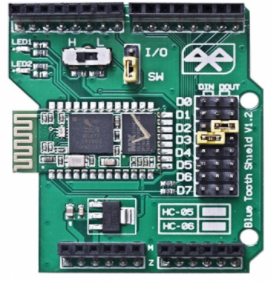 LED1
H L
I/O
LED2
SW
DIN DOUT
D0
D1
D2
D3
D4
D5
D6
D7
HC-05
HC-06
Blue Tooth Shield V1.2